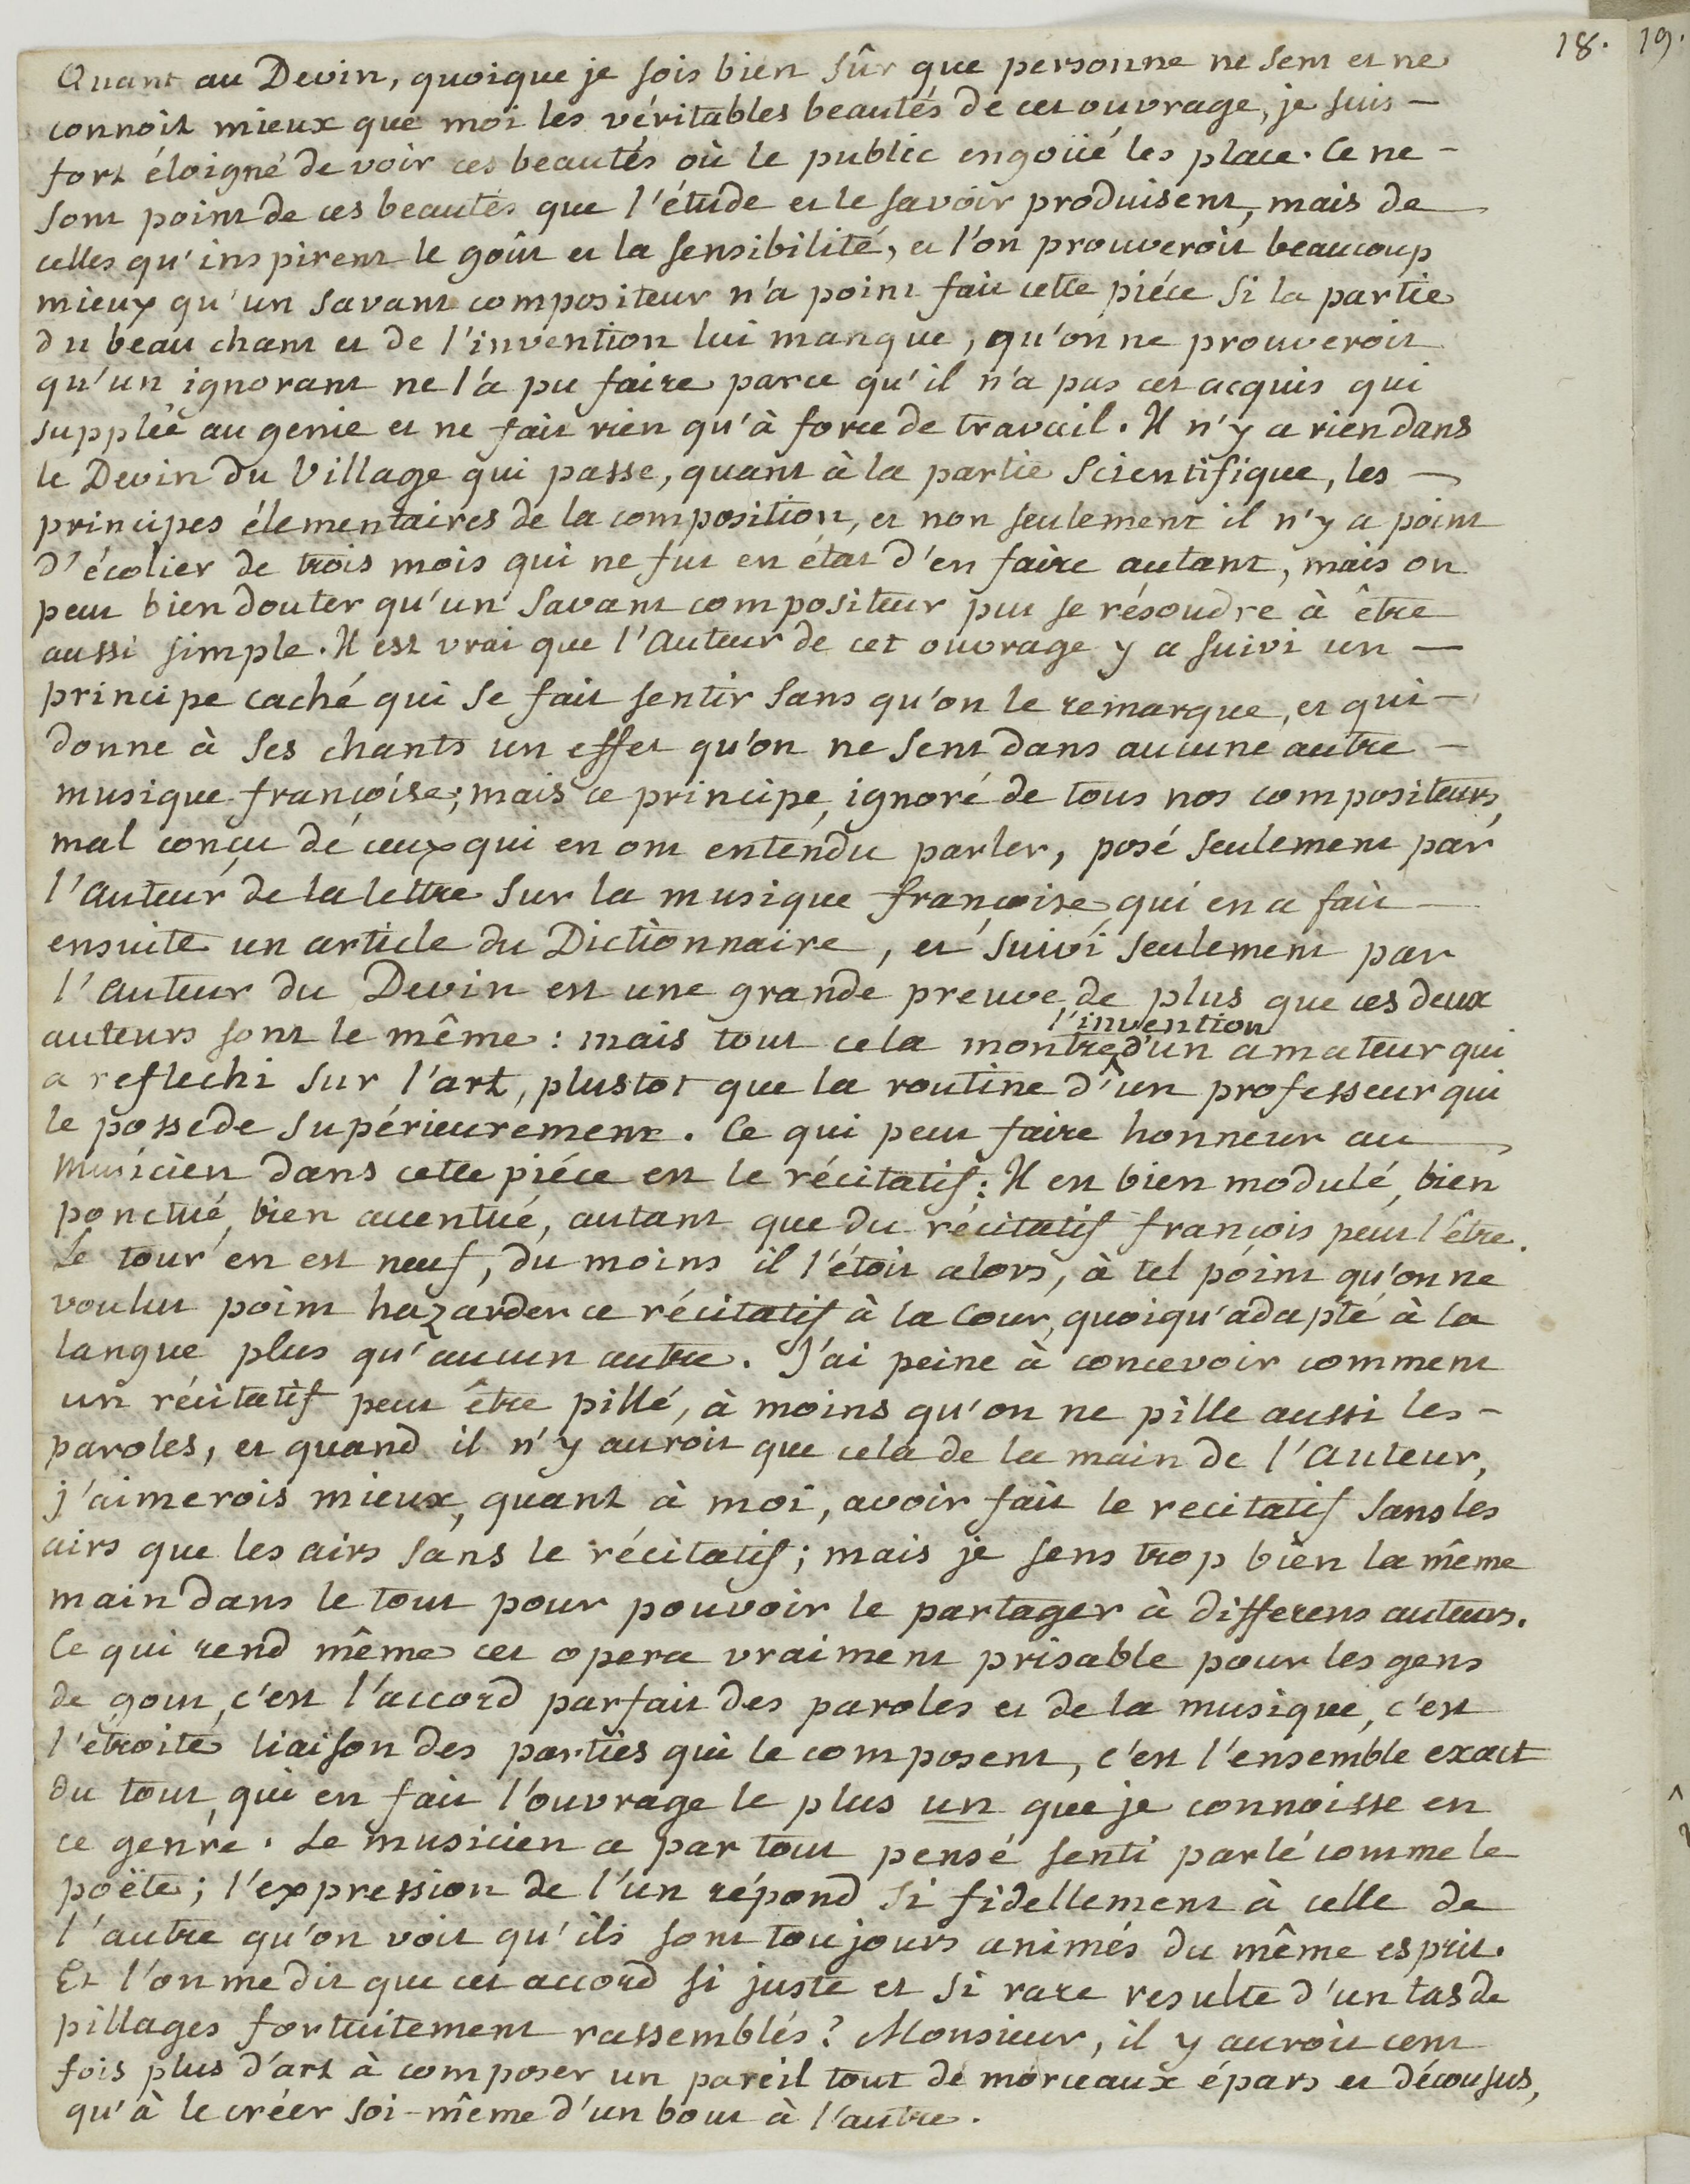 18. 19.
Quant au Devin, quoique je sois bien sûr que personne ne sent et ne
connoit mieux que moi les véritables beautés de cet ouvrage, je suis —
fort éloigné de voir ces beautés où le public engoüé les place. Ce ne —
sont point de ces beautés que l'étude et le savoir produisent, mais de
celles qu'inspirent le goût et la sensibilité, et l'on prouveroit beaucoup
mieux qu'un savant compositeur n'a point fait cette piéce si la partie
du beau chant et de l'invention lui manque, qu'on ne prouveroit
qu'un ignorant ne l'a pu faire parce qu'il n'a pas cet acquis qui
supplée au genie et ne fait rien qu'à force de travail. Il n'y a rien dans
le Devin du Village qui passe, quant à la partie scientifique, les —
principes élementaires de la composition, et non seulement il n'y a point
d'écolier de trois mois qui ne fut en état d'en faire autant, mais on
peut bien douter qu'un savant compositeur put se résoudre à être
aussi simple. Il est vrai que l'auteur de cet ouvrage y a suivi un —
principe caché qui se fait sentir sans qu'on le remarque, et qui —
donne à ses chants un effet qu'on ne sent dans aucune autre —
musique françoise; mais ce principe, ignoré de tous nos compositeurs,
mal conçu de ceux qui en ont entendu parler, posé seulement par
l'auteur de la lettre sur la musique françoise qui en a fait —
ensuite un article du Dictionnaire, et suivi seulement par
l'auteur du Devin est une grande preuve de plus que ces deux
auteurs sont le même: mais tout cela montre l'invention d'un amateur qui
a reflechi sur l'art, plustot que la routine d'un professeur qui
le possede supérieurement. Ce qui peut faire honneur au —
Musicien dans cette piéce est le récitatif: Il est bien modulé, bien
ponctué, bien accentué, autant que du récitatif françois peut l'être.
Le tour en est neuf, du moins il l'étoit alors, à tel point qu'on ne
voulut point hazarder ce récitatif à la Cour, quoiqu'adapté à la
langue plus qu'aucun autre. J'ai peine à concevoir comment
un récitatif peut être pillé, à moins qu'on ne pille aussi les —
paroles, et quand il n'y auroit que cela de la main de l'auteur,
j'aimerois mieux, quant à moi, avoir fait le recitatif sans les
airs que les airs sans le récitatif; mais je sens trop bien la même
main dans le tout pour pouvoir le partager à differens auteurs.
Ce qui rend même cet opera vraiment prisable pour les gens
de gout, c'est l'accord parfait des paroles et de la musique, c'est
l'étroite liaison des parties qui le composent, c'est l'ensemble exact
du tout, qui en fait l'ouvrage le plus un que je connoisse en
ce genre. Le musicien a par tout pensé senti parlé comme le
poëte; l'expression de l'un répond si fidellement à celle de
l'autre qu'on voit qu'ils sont toujours animés du même esprit.
Et l'on me dit que cet accord si juste et si rare resulte d'un tas de
pillages fortuitement rassemblés? Monsieur, il y auroit cent
fois plus d'art à composer un pareil tout de morceaux épars et décousus,
qu'à le créer soi-même d'un bout à l'autre.